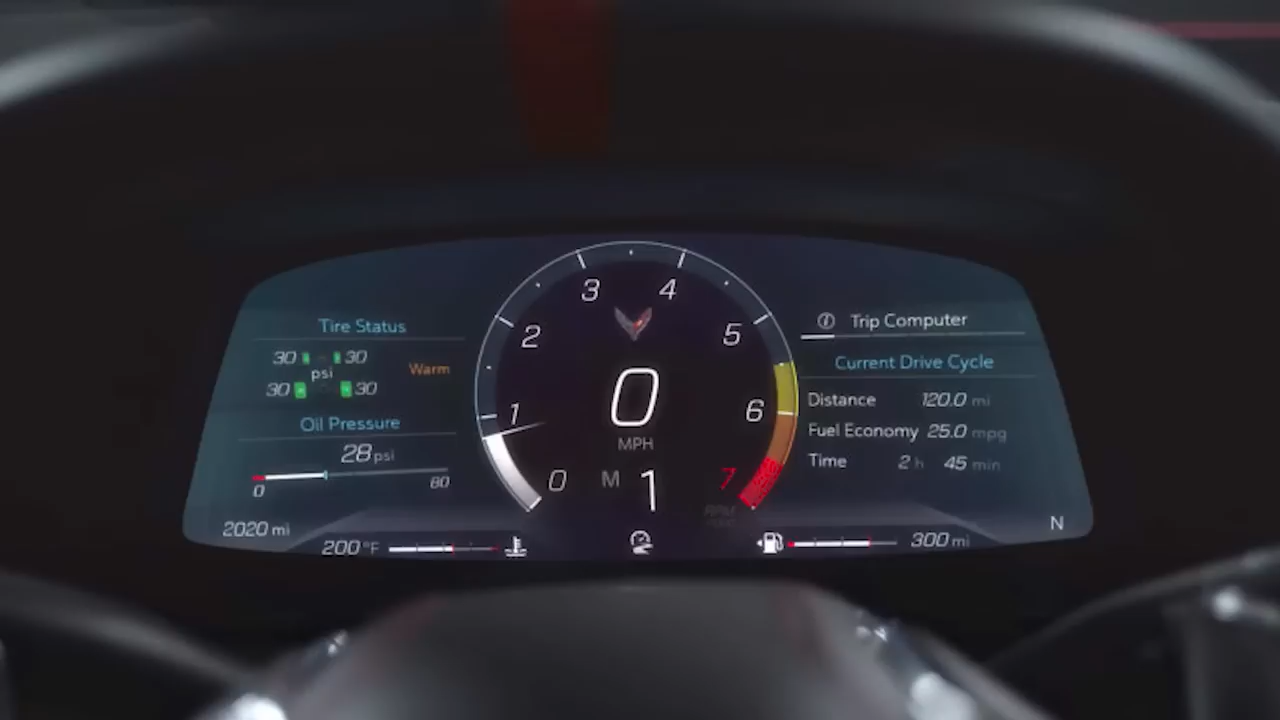 Tire Status
30 30
psi
Warm
30 30
Oil Pressure
28 psi
0 80
2020 mi
200 °F
0 1 2 3 4 5 6 7
0
MPH
M 1
RPM
Trip Computer
Current Drive Cycle
Distance 120.0 mi
Fuel Economy 25.0 mpg
Time 2 h 45 min
N
300 mi